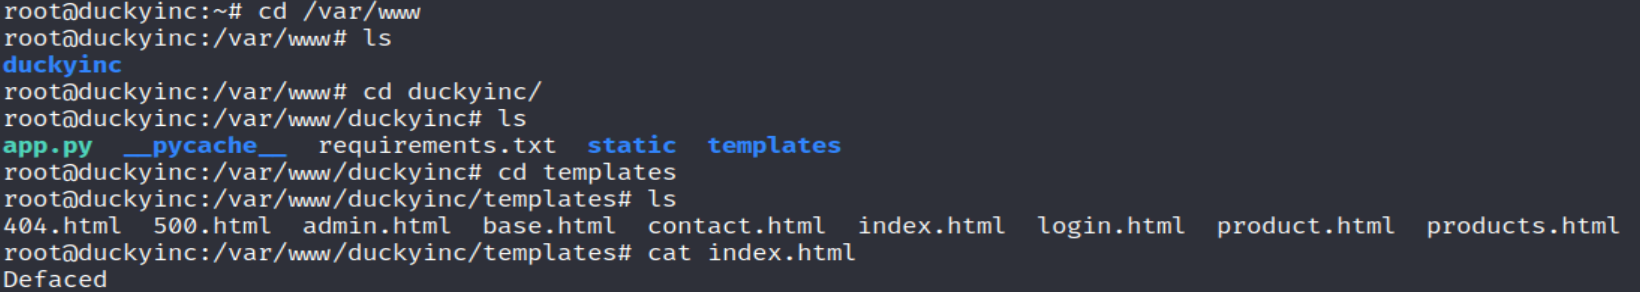 root@duckyinc:~# cd /var/www
root@duckyinc:/var/www# ls
duckyinc
root@duckyinc:/var/www# cd duckyinc/
root@duckyinc:/var/www/duckyinc# ls
app.py  __pycache__  requirements.txt  static  templates
root@duckyinc:/var/www/duckyinc# cd templates
root@duckyinc:/var/www/duckyinc/templates# ls
404.html  500.html  admin.html  base.html  contact.html  index.html  login.html  product.html  products.html
root@duckyinc:/var/www/duckyinc/templates# cat index.html
Defaced